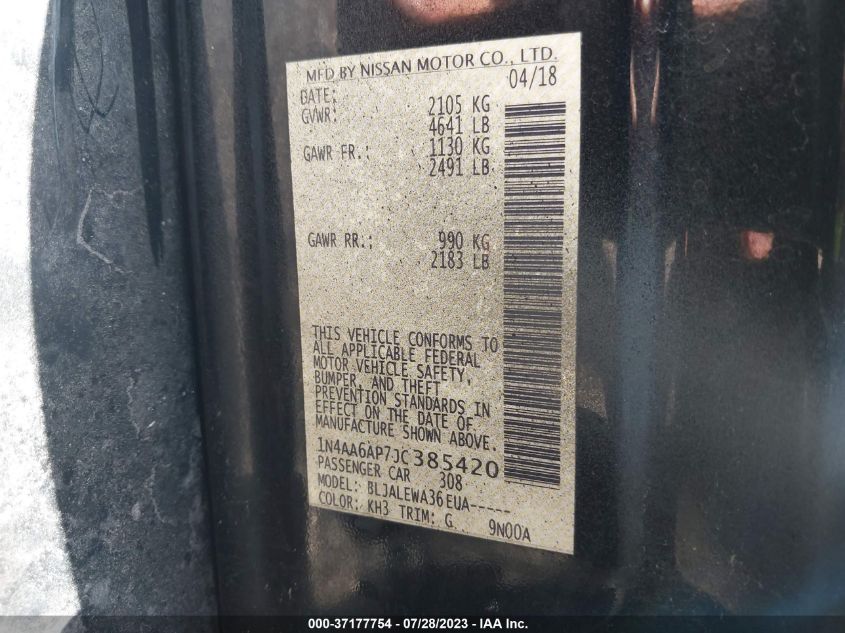 MFD BY NISSAN MOTOR CO., LTD.
DATE: 04/18
GVWR: 2105 KG
4641 LB
GAWR FR.: 1130 KG
2491 LB
GAWR RR.: 990 KG
2183 LB
THIS VEHICLE CONFORMS TO
ALL APPLICABLE FEDERAL
MOTOR VEHICLE SAFETY,
BUMPER, AND THEFT
PREVENTION STANDARDS IN
EFFECT ON THE DATE OF
MANUFACTURE SHOWN ABOVE.
1N4AA6AP7JC385420
PASSENGER CAR 308
MODEL: BLJALEWA36EUA-----
COLOR: KH3 TRIM: G 9N00A
000-37177754 - 07/28/2023 - IAA Inc.